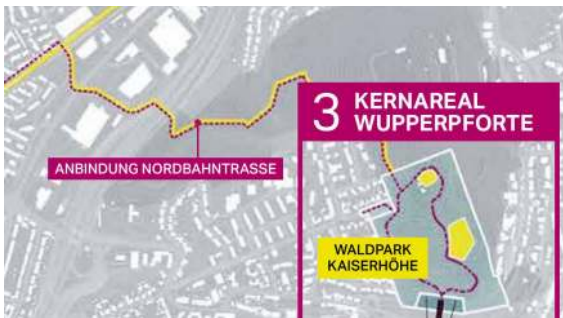 3 KERNAREAL
WUPPERPFORTE
ANBINDUNG NORDBAHNTRASSE
WALDPARK
KAISERHÖHE